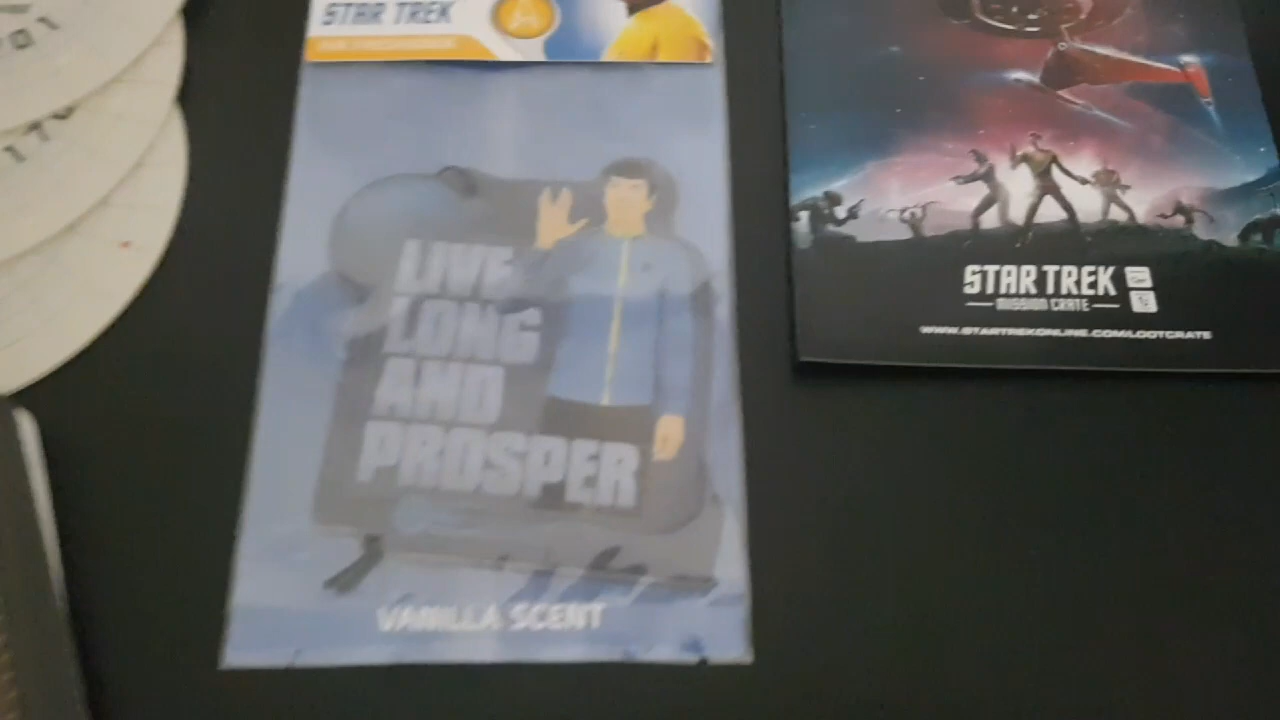 STAR TREK
LIVE
LONG
AND
PROSPER
VANILLA SCENT
STAR TREK
MISSION CRATE
WWW.STARTREKONLINE.COM/LOOTCRATE